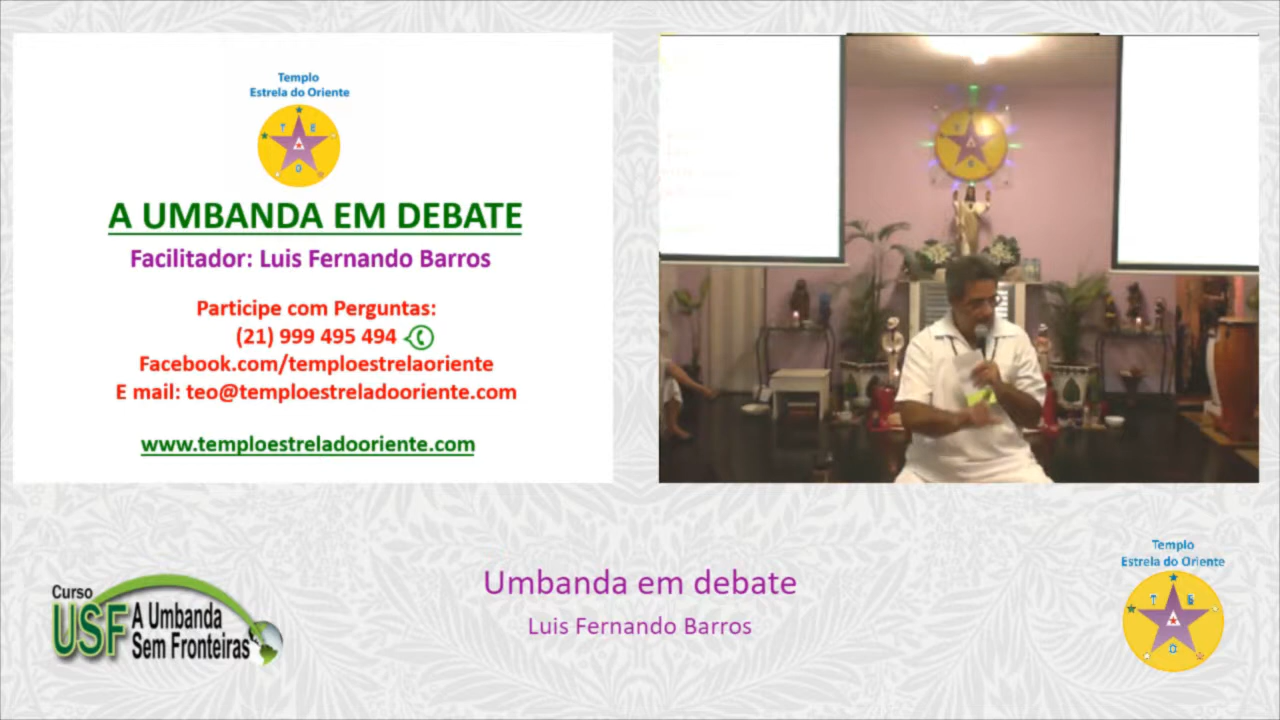 Templo
Estrela do Oriente
T E
O
A UMBANDA EM DEBATE
Facilitador: Luis Fernando Barros
Participe com Perguntas:
(21) 999 495 494
Facebook.com/temploestrelaoriente
E mail: teo@temploestreladooriente.com
www.temploestreladooriente.com
Umbanda em debate
Luis Fernando Barros
Curso
USF A Umbanda
Sem Fronteiras
Templo
Estrela do Oriente
T E
O